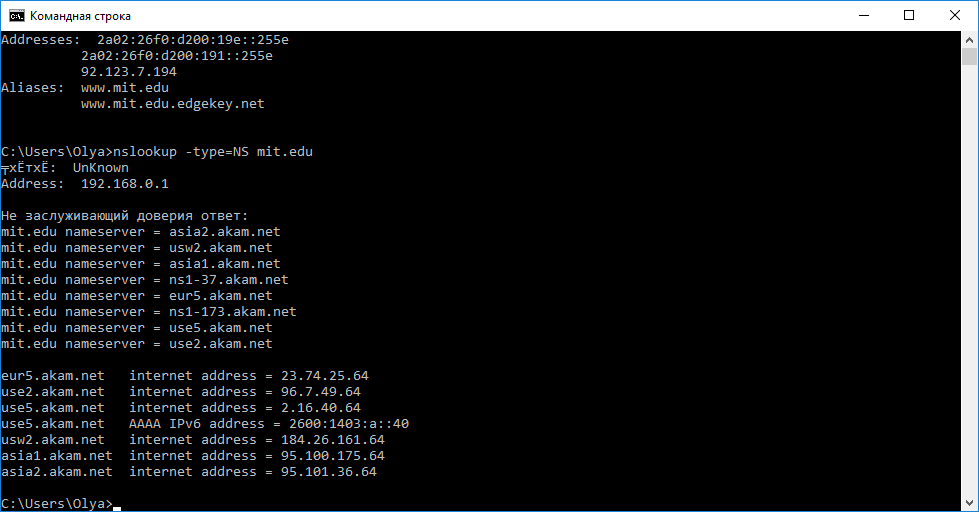 Командная строка
Addresses:  2a02:26f0:d200:19e::255e
          2a02:26f0:d200:191::255e
          92.123.7.194
Aliases:  www.mit.edu
          www.mit.edu.edgekey.net
C:\Users\Olya>nslookup -type=NS mit.edu
╤хЁтхЁ:  UnKnown
Address:  192.168.0.1
Не заслуживающий доверия ответ:
mit.edu nameserver = asia2.akam.net
mit.edu nameserver = usw2.akam.net
mit.edu nameserver = asia1.akam.net
mit.edu nameserver = ns1-37.akam.net
mit.edu nameserver = eur5.akam.net
mit.edu nameserver = ns1-173.akam.net
mit.edu nameserver = use5.akam.net
mit.edu nameserver = use2.akam.net
eur5.akam.net   internet address = 23.74.25.64
use2.akam.net   internet address = 96.7.49.64
use5.akam.net   internet address = 2.16.40.64
use5.akam.net   AAAA IPv6 address = 2600:1403:a::40
usw2.akam.net   internet address = 184.26.161.64
asia1.akam.net  internet address = 95.100.175.64
asia2.akam.net  internet address = 95.101.36.64
C:\Users\Olya>